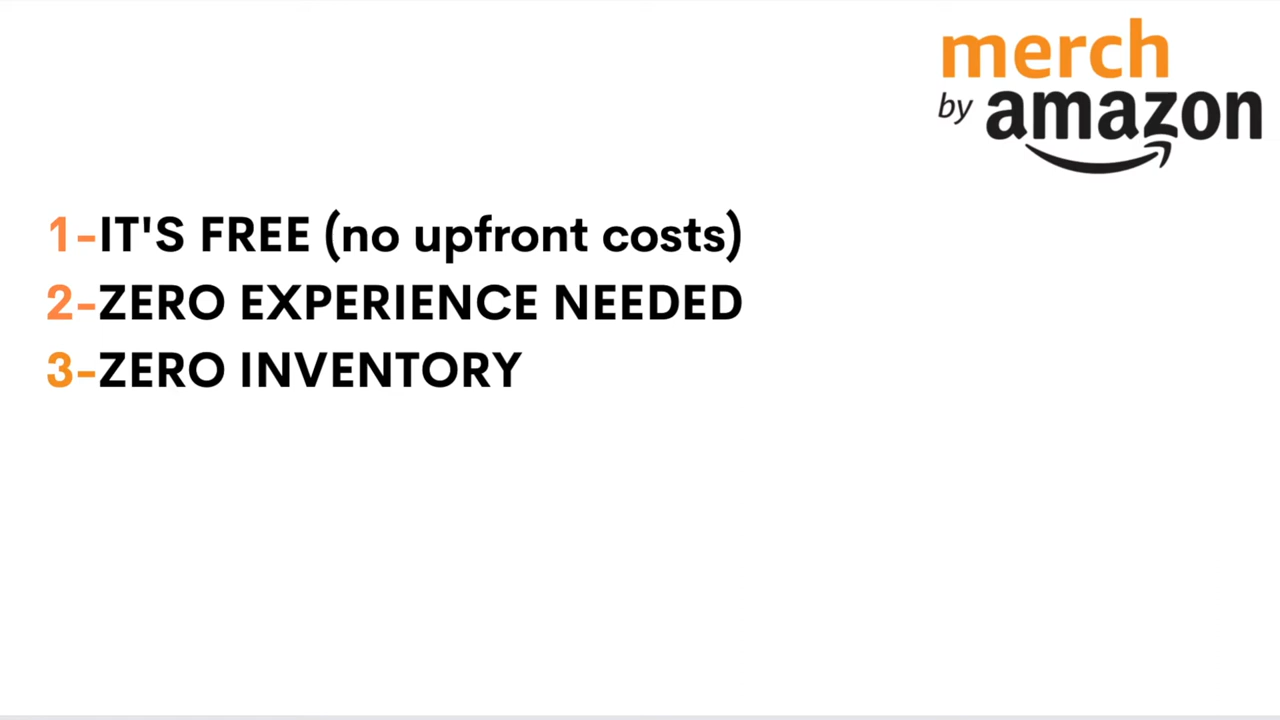 merch
by amazon
1-IT'S FREE (no upfront costs)
2-ZERO EXPERIENCE NEEDED
3-ZERO INVENTORY